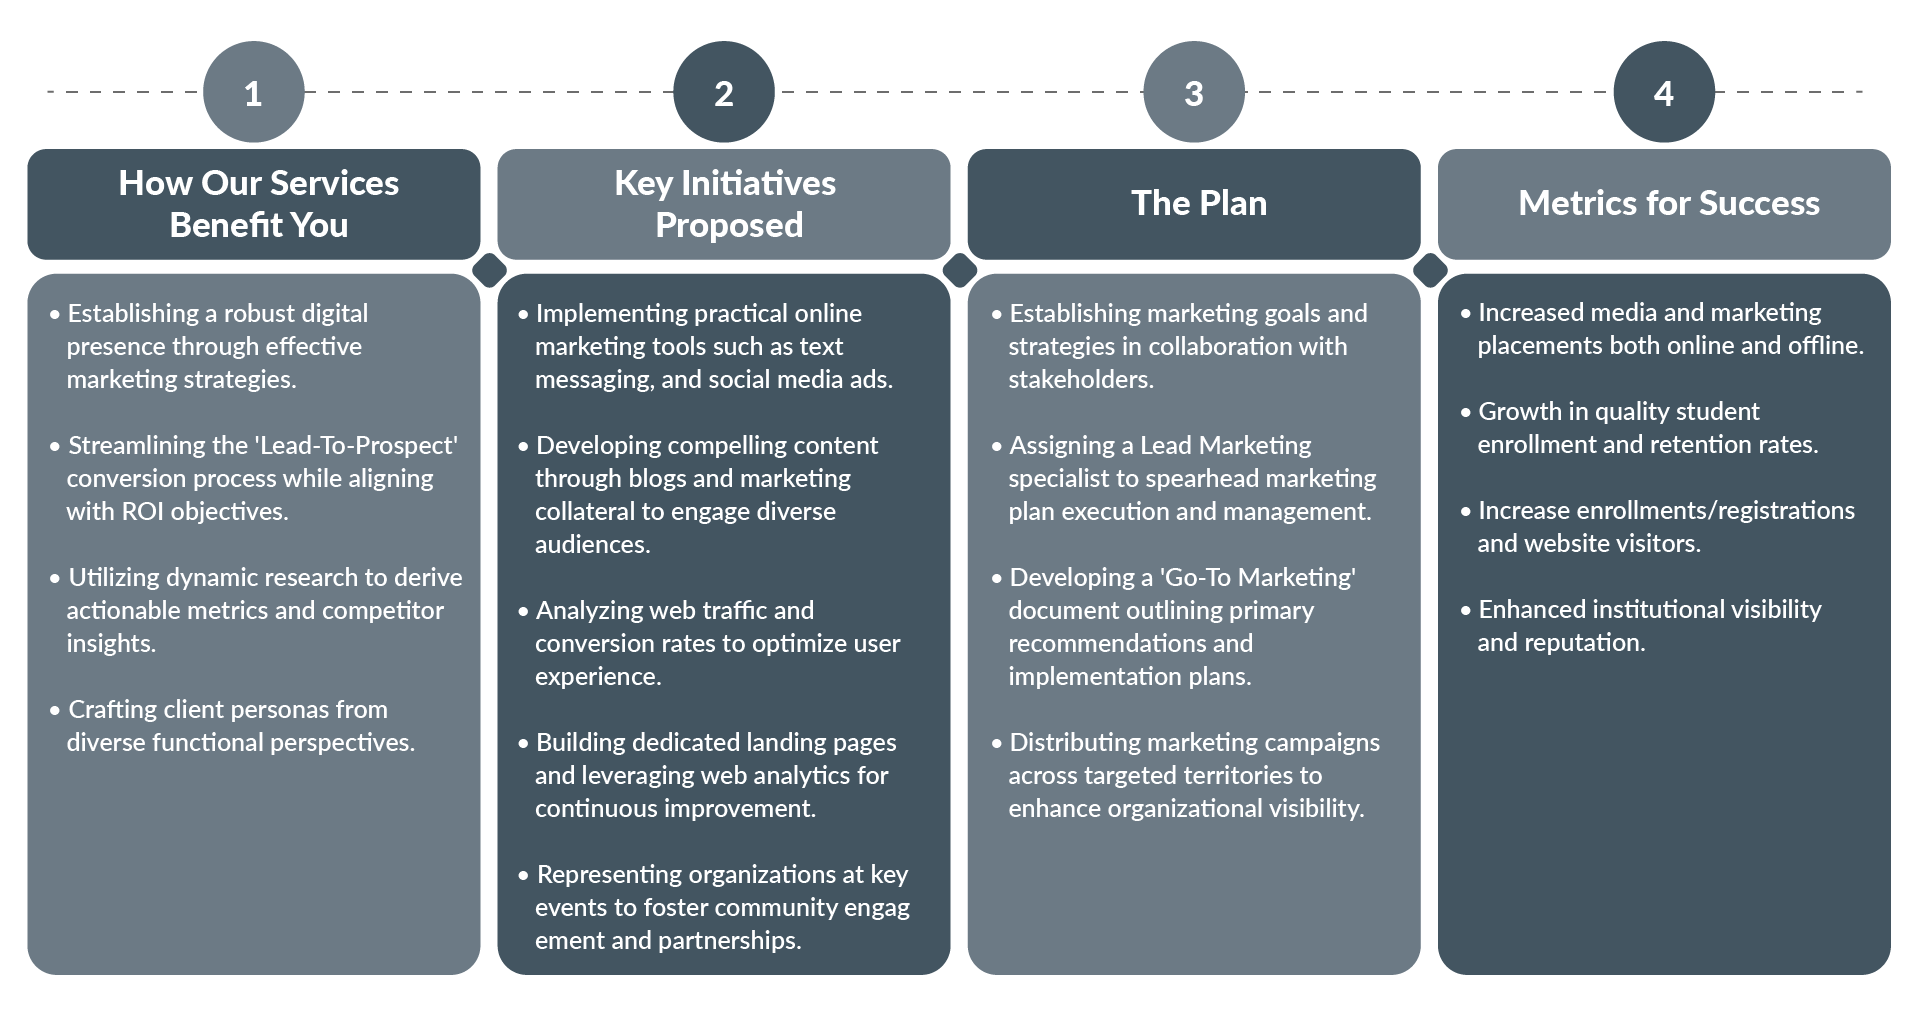 1
How Our Services
Benefit You
• Establishing a robust digital
presence through effective
marketing strategies.
• Streamlining the 'Lead-To-Prospect'
conversion process while aligning
with ROI objectives.
• Utilizing dynamic research to derive
actionable metrics and competitor
insights.
• Crafting client personas from
diverse functional perspectives.
2
Key Initiatives
Proposed
• Implementing practical online
marketing tools such as text
messaging, and social media ads.
• Developing compelling content
through blogs and marketing
collateral to engage diverse
audiences.
• Analyzing web traffic and
conversion rates to optimize user
experience.
• Building dedicated landing pages
and leveraging web analytics for
continuous improvement.
• Representing organizations at key
events to foster community engag
ement and partnerships.
3
The Plan
• Establishing marketing goals and
strategies in collaboration with
stakeholders.
• Assigning a Lead Marketing
specialist to spearhead marketing
plan execution and management.
• Developing a 'Go-To Marketing'
document outlining primary
recommendations and
implementation plans.
• Distributing marketing campaigns
across targeted territories to
enhance organizational visibility.
4
Metrics for Success
• Increased media and marketing
placements both online and offline.
• Growth in quality student
enrollment and retention rates.
• Increase enrollments/registrations
and website visitors.
• Enhanced institutional visibility
and reputation.